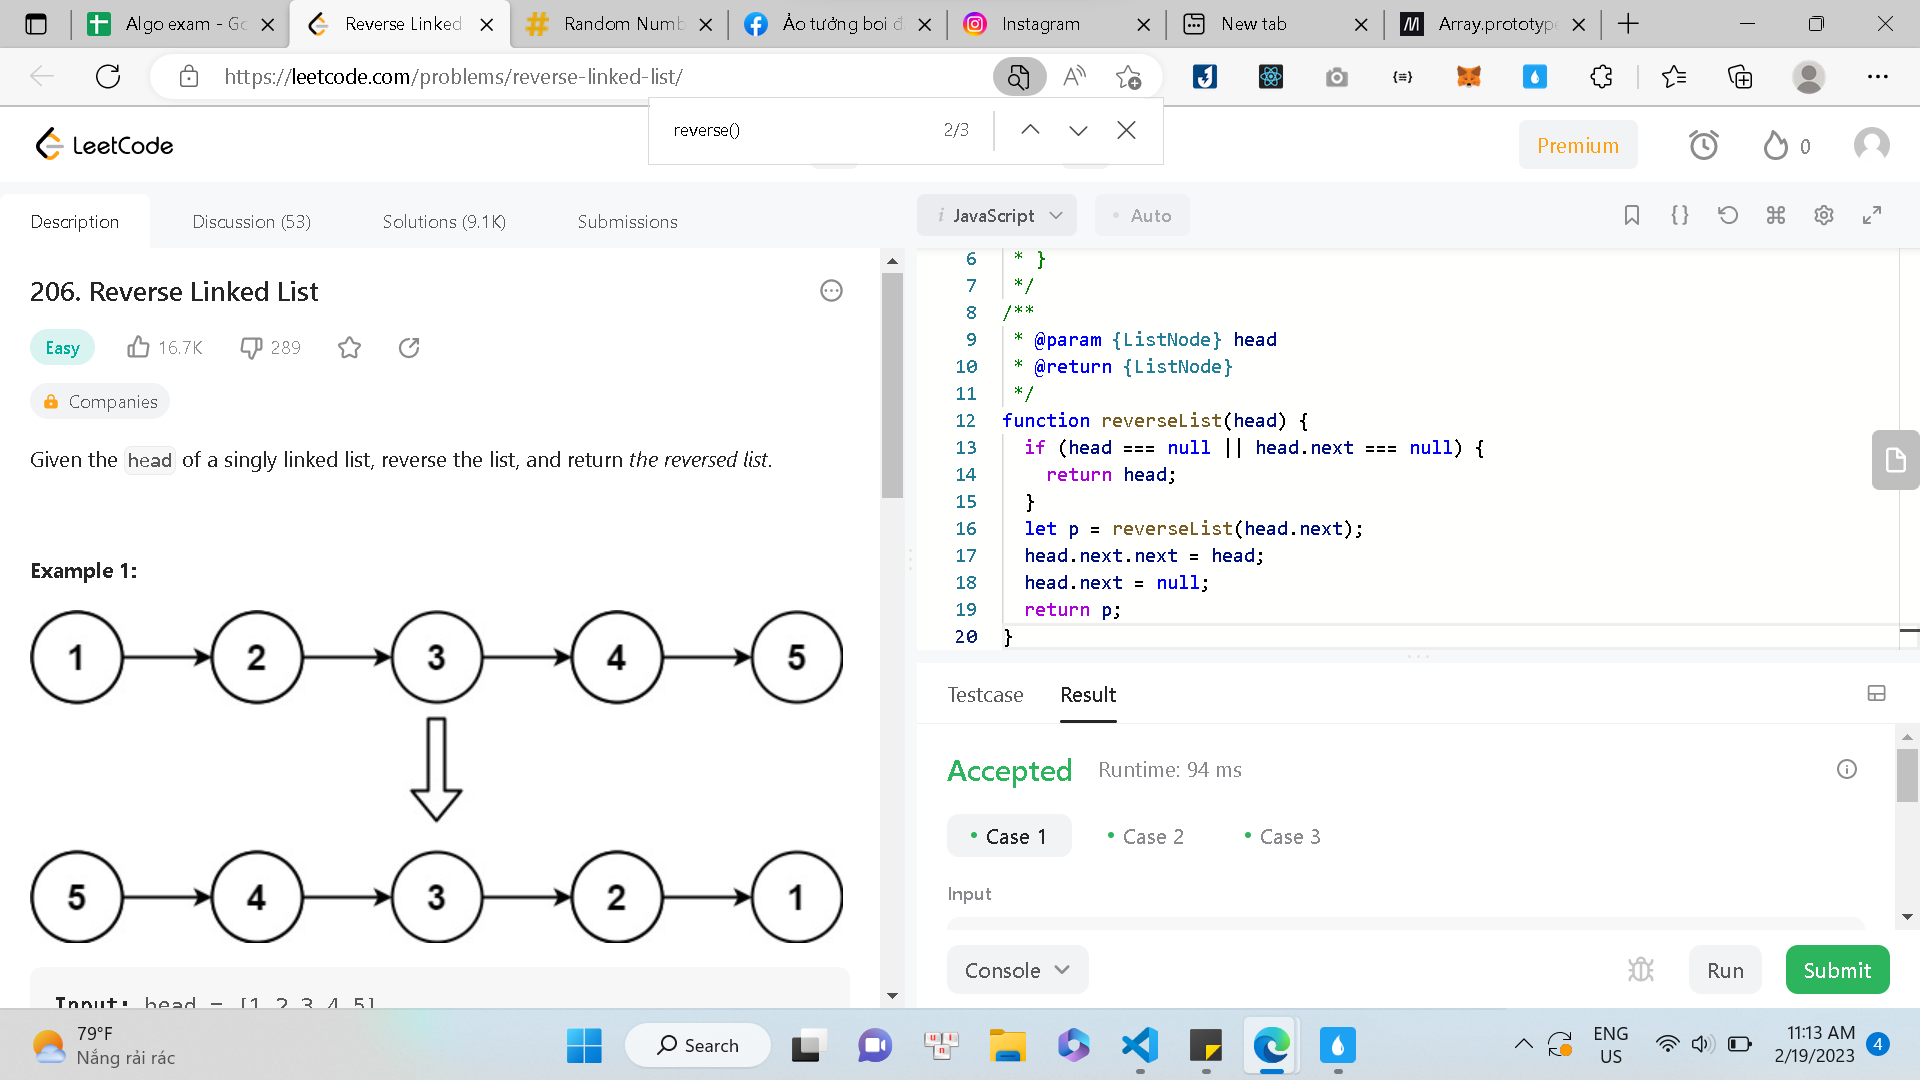 Algo exam - Go
Reverse Linked
Random Numb
Ảo tưởng bơi đ
Instagram
New tab
Array.prototype
https://leetcode.com/problems/reverse-linked-list/
reverse()
2/3
LeetCode
Premium
0
Description
Discussion (53)
Solutions (9.1K)
Submissions
i JavaScript
• Auto
206. Reverse Linked List
Easy
16.7K
289
Companies
Given the head of a singly linked list, reverse the list, and return the reversed list.
Example 1:
1 2 3 4 5
5 4 3 2 1
Input: head = [1,2,3,4,5]
6 * }
7 */
8 /**
9 * @param {ListNode} head
10 * @return {ListNode}
11 */
12 function reverseList(head) {
13 if (head === null || head.next === null) {
14 return head;
15 }
16 let p = reverseList(head.next);
17 head.next.next = head;
18 head.next = null;
19 return p;
20 }
Testcase
Result
Accepted
Runtime: 94 ms
• Case 1
• Case 2
• Case 3
Input
Console
Run
Submit
79°F
Nắng rải rác
Search
ENG
US
11:13 AM
2/19/2023
4